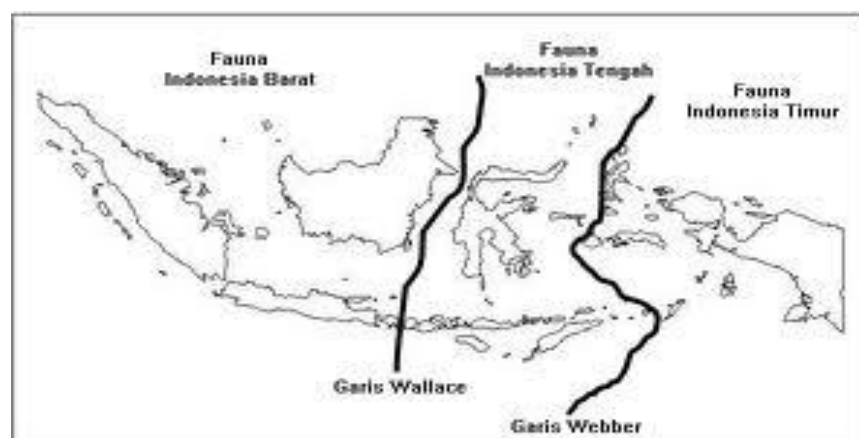 Fauna
Indonesia Barat
Fauna
Indonesia Tengah
Fauna
Indonesia Timur
Garis Wallace
Garis Webber